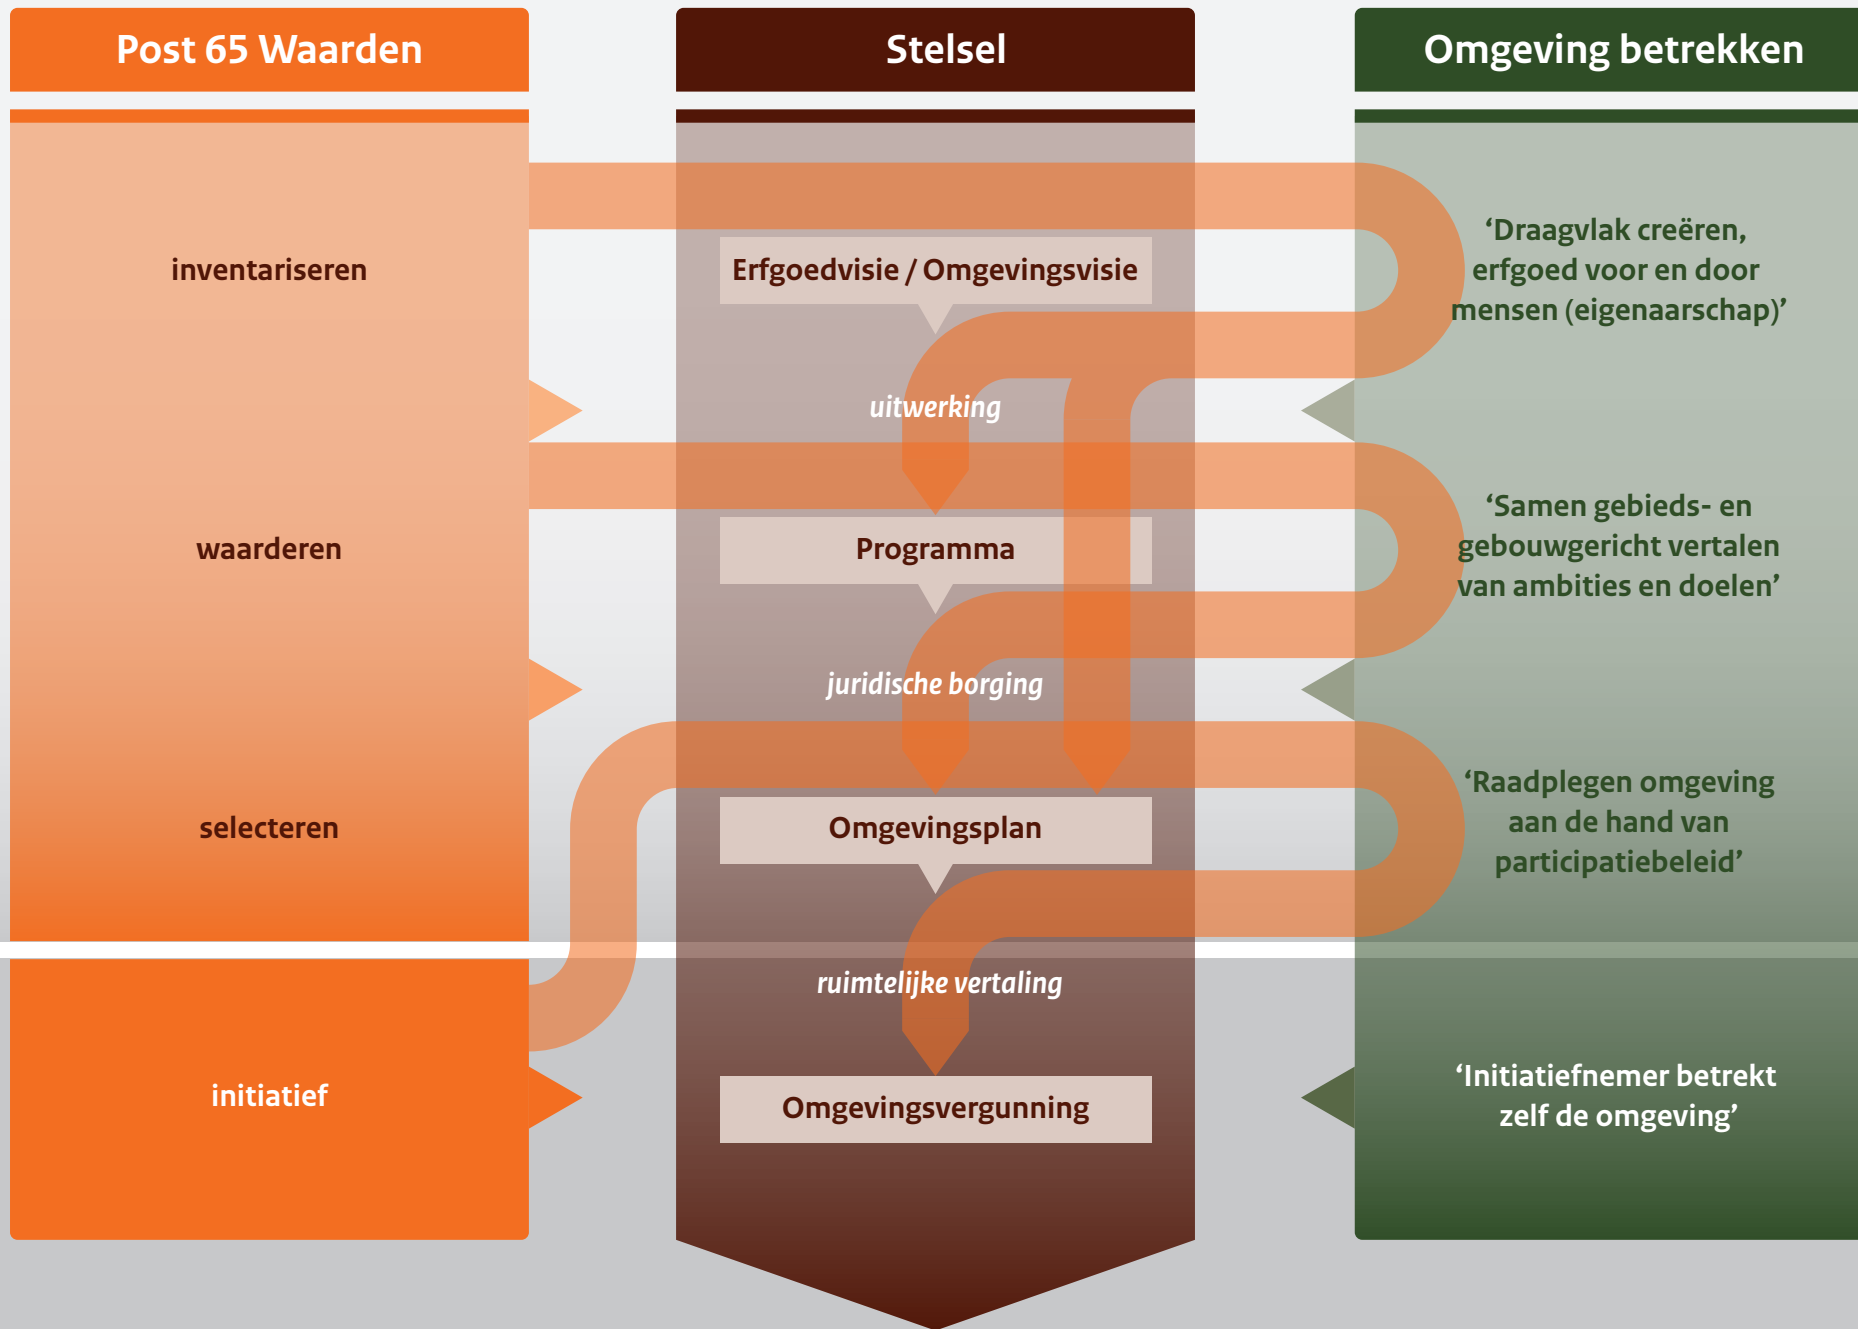 Post 65 Waarden
Stelsel
Omgeving betrekken
inventariseren
Erfgoedvisie / Omgevingsvisie
‘Draagvlak creëren,
erfgoed voor en door
mensen (eigenaarschap)’
uitwerking
waarderen
Programma
‘Samen gebieds- en
gebouwgericht vertalen
van ambities en doelen’
juridische borging
selecteren
Omgevingsplan
‘Raadplegen omgeving
aan de hand van
participatiebeleid’
ruimtelijke vertaling
initiatief
Omgevingsvergunning
‘Initiatiefnemer betrekt
zelf de omgeving’